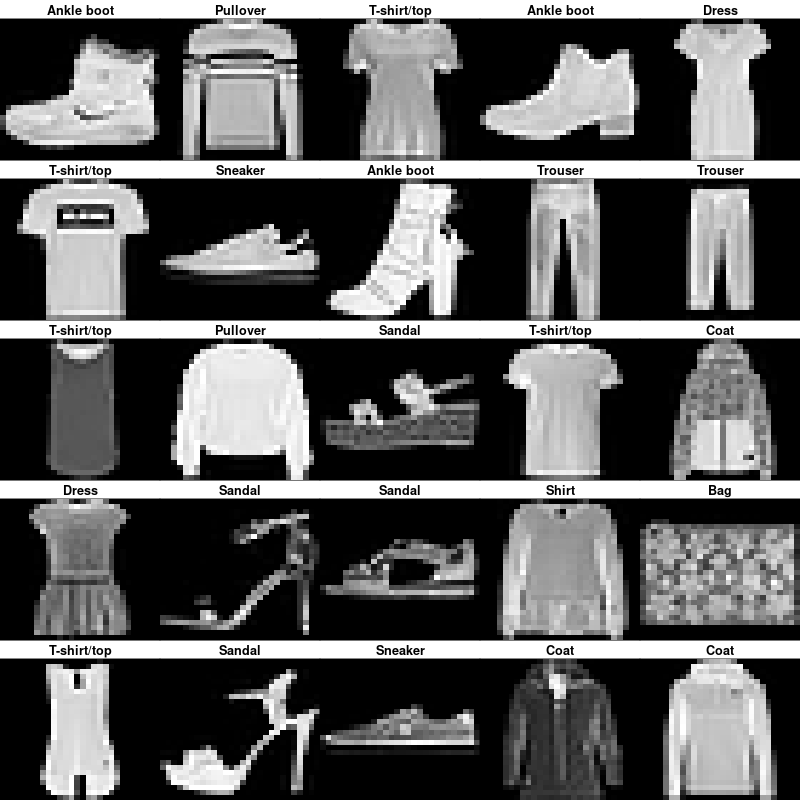 Ankle boot Pullover T-shirt/top Ankle boot Dress
T-shirt/top Sneaker Ankle boot Trouser Trouser
T-shirt/top Pullover Sandal T-shirt/top Coat
Dress Sandal Sandal Shirt Bag
T-shirt/top Sandal Sneaker Coat Coat